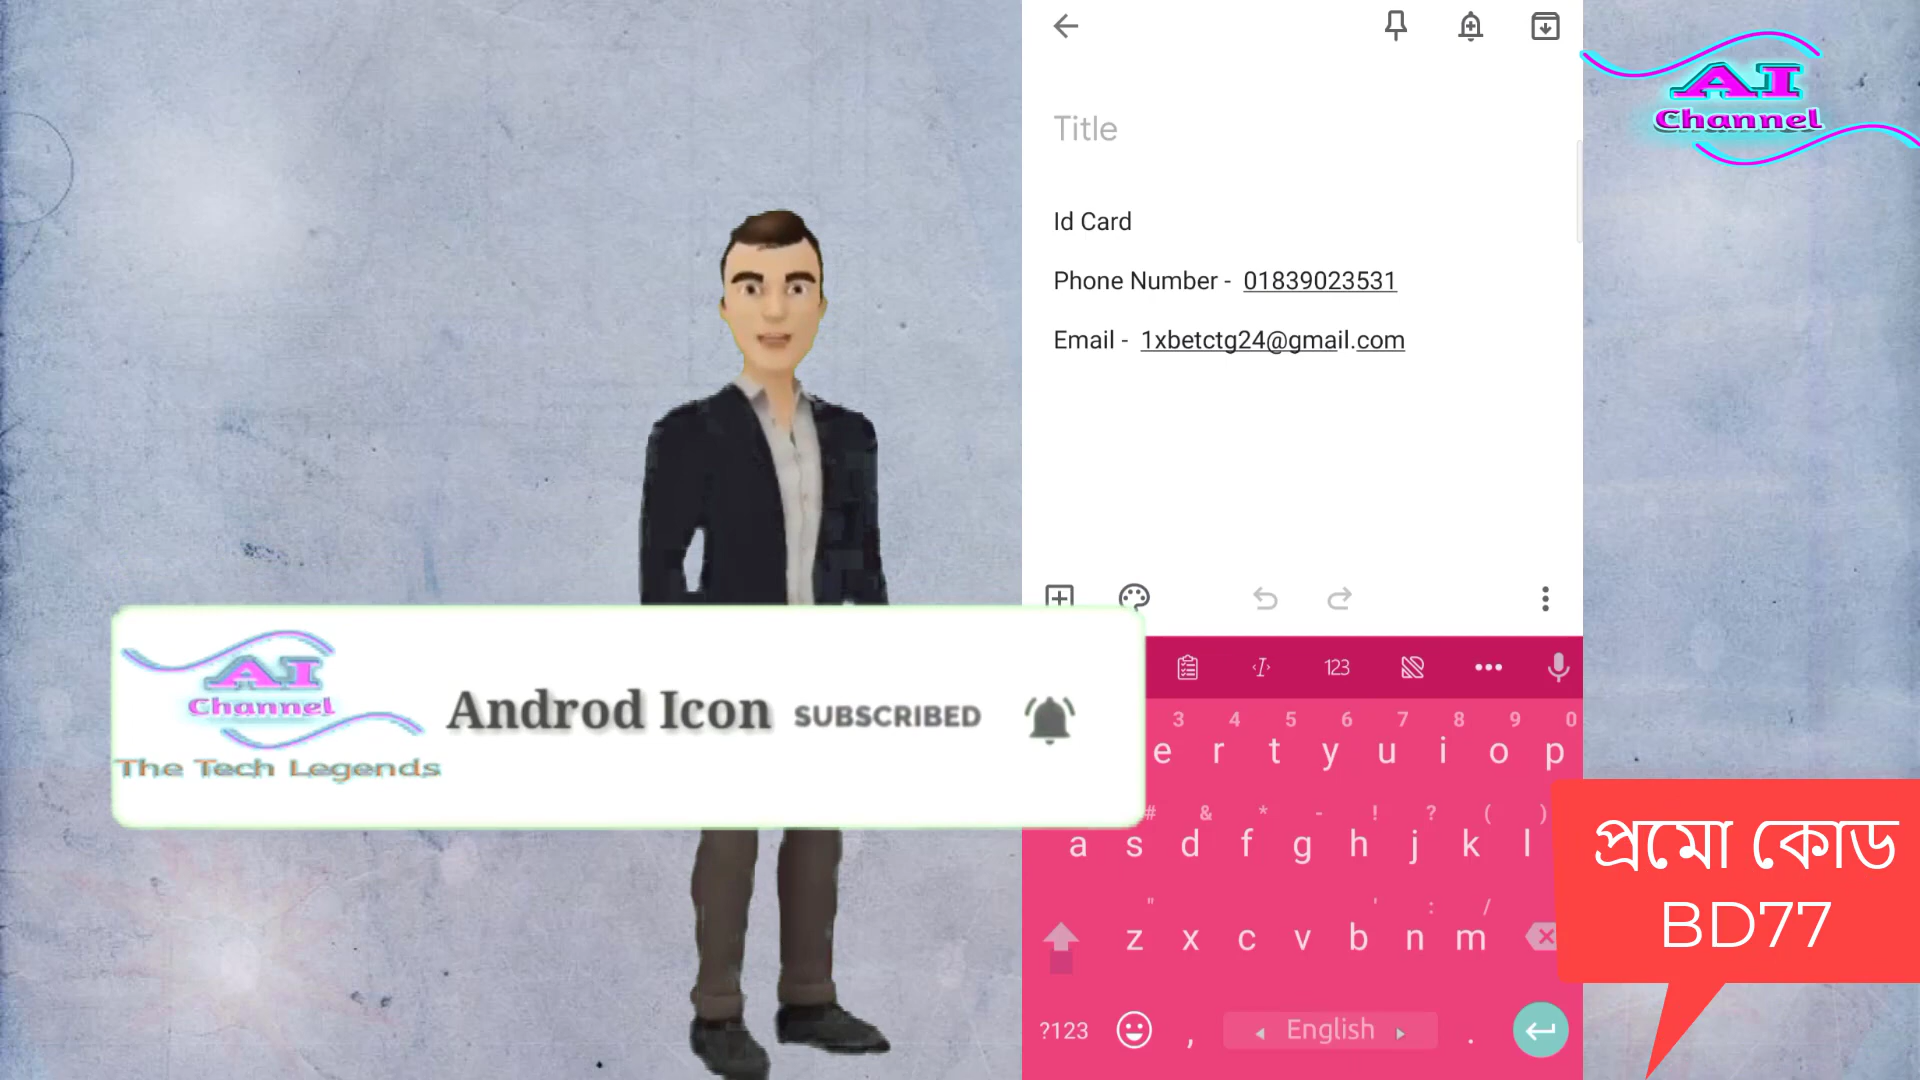 AI
Channel
Title
Id Card
Phone Number - 01839023531
Email - 1xbetctg24@gmail.com
AI
Channel
The Tech Legends
Androd Icon SUBSCRIBED
123
3 4 5 6 7 8 9 0
e r t y u i o p
# & * - ! ? ( )
a s d f g h j k l
" ' : /
z x c v b n m
?123 , English .
প্রমো কোড
BD77